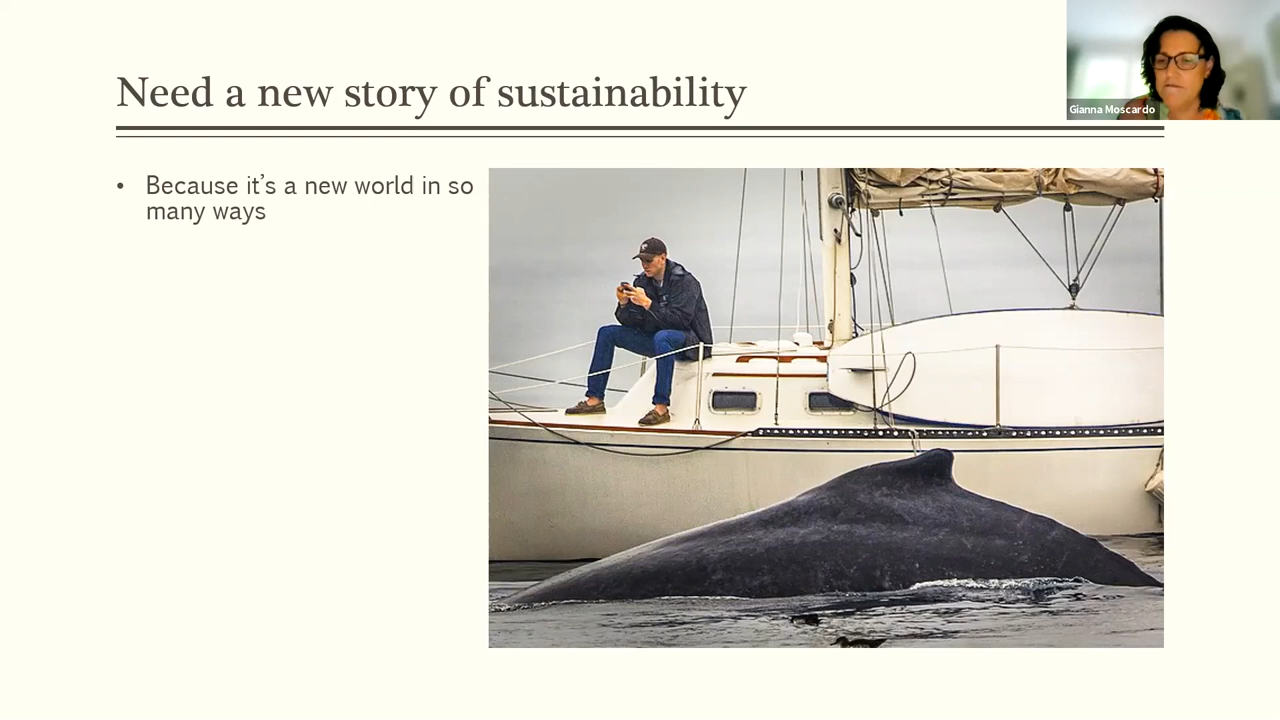 Need a new story of sustainability
Gianna Moscardo
• Because it’s a new world in so
many ways